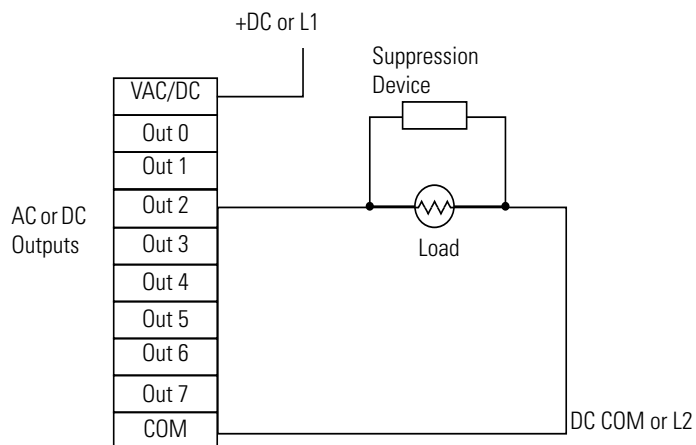 +DC or L1
Suppression
Device
VAC/DC
Out 0
Out 1
Out 2
Out 3
Out 4
Out 5
Out 6
Out 7
COM
AC or DC
Outputs
Load
DC COM or L2